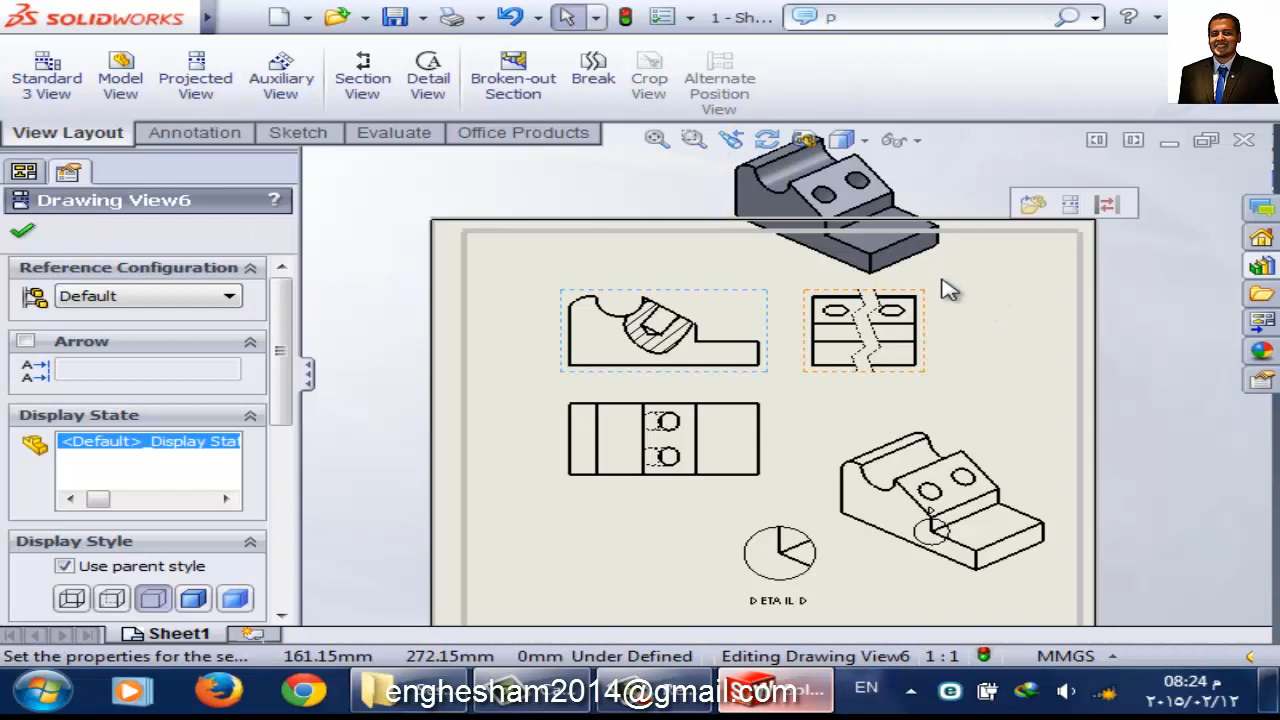 SOLIDWORKS
1 - Sh...
p
?
Standard
3 View
Model
View
Projected
View
Auxiliary
View
Section
View
Detail
View
Broken-out
Section
Break
Crop
View
Alternate
Position
View
View Layout
Annotation
Sketch
Evaluate
Office Products
Drawing View6
?
Reference Configuration
Default
Arrow
Display State
<Default>_Display Stat
Display Style
Use parent style
D
DETAIL D
Sheet1
Set the properties for the se...
161.15mm
272.15mm
0mm
Under Defined
Editing Drawing View6
1 : 1
MMGS
enghesham2014@gmail.com
EN
08:24 م
٢٠١٥/٠٢/١٢